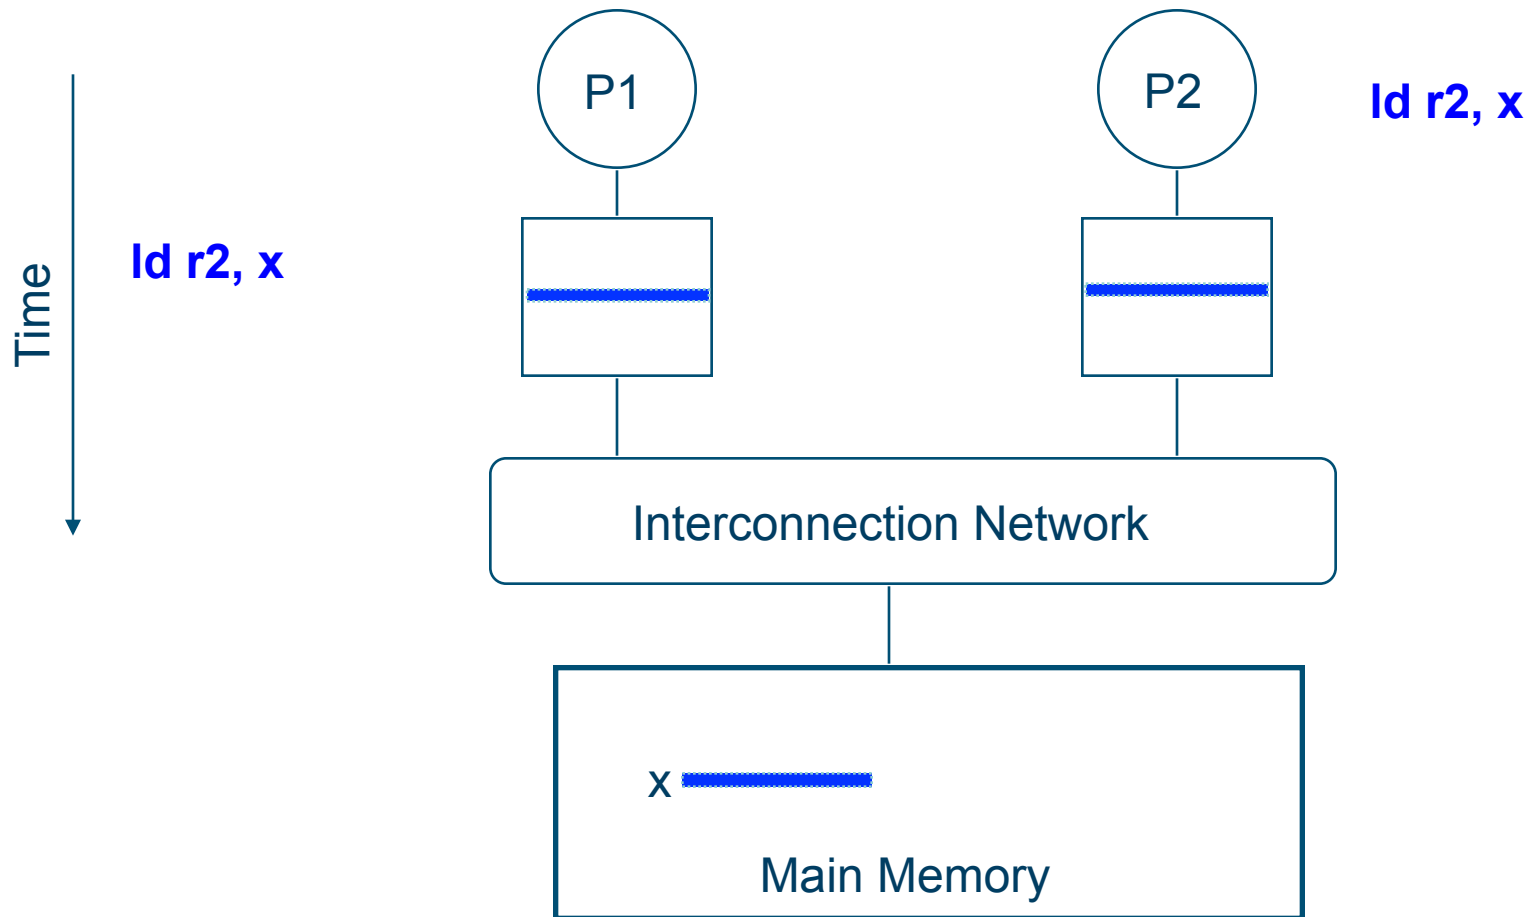 P1
P2
ld r2, x
ld r2, x
Time
Interconnection Network
x
Main Memory